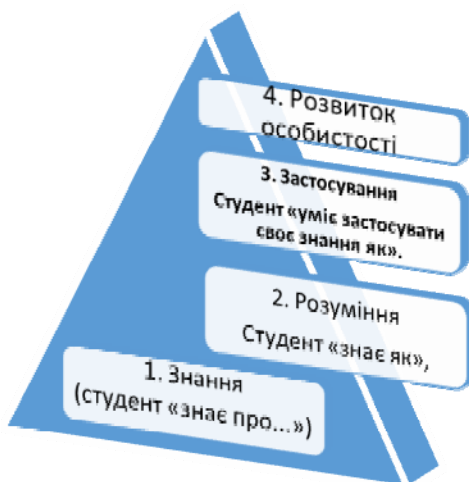 4. Розвиток
особистості
3. Застосування
Студент «уміє застосувати
своє знання як».
2. Розуміння
Студент «знає як»,
1. Знання
(студент «знає про...»)